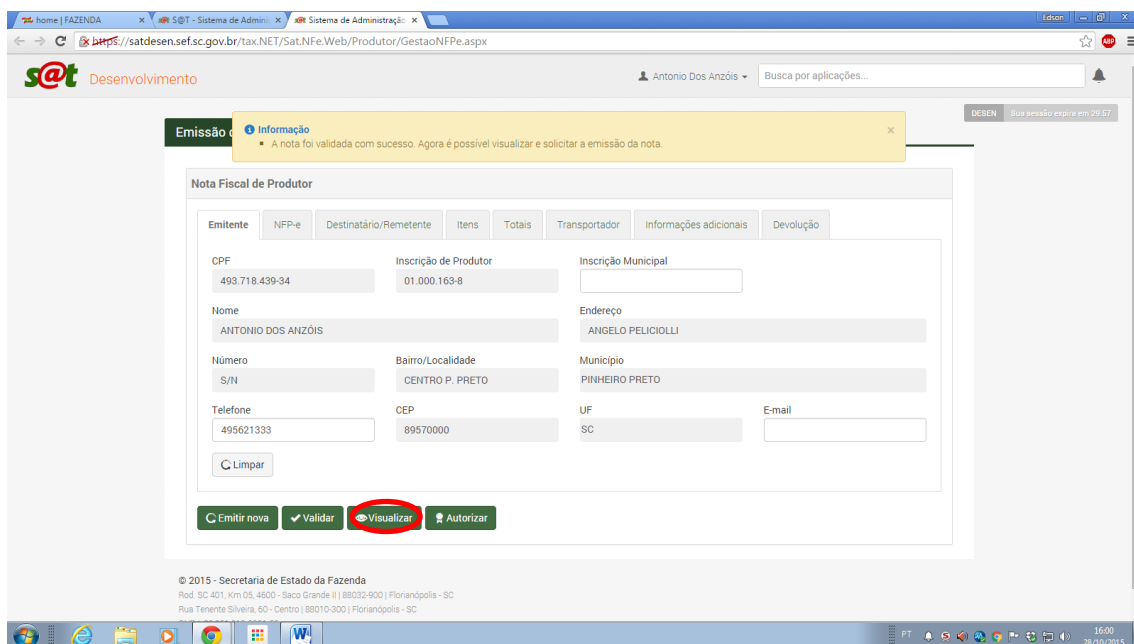 home | FAZENDA
S@T - Sistema de Admini
Sistema de Administração
Edson
https://satdesen.sef.sc.gov.br/tax.NET/Sat.NFe.Web/Produtor/GestaoNFPe.aspx
ABP
s@t Desenvolvimento
Antonio Dos Anzóis
Busca por aplicações...
DESEN Sua sessão expira em 29:57
Emissão
Informação
A nota foi validada com sucesso. Agora é possível visualizar e solicitar a emissão da nota.
Nota Fiscal de Produtor
Emitente NFP-e Destinatário/Remetente Itens Totais Transportador Informações adicionais Devolução
CPF Inscrição de Produtor Inscrição Municipal
493.718.439-34 01.000.163-8
Nome Endereço
ANTONIO DOS ANZÓIS ANGELO PELICIOLLI
Número Bairro/Localidade Município
S/N CENTRO P. PRETO PINHEIRO PRETO
Telefone CEP UF E-mail
495621333 89570000 SC
Limpar
Emitir nova Validar Visualizar Autorizar
© 2015 - Secretaria de Estado da Fazenda
Rod. SC 401, Km 05, 4600 - Saco Grande II | 88032-900 | Florianópolis - SC
Rua Tenente Silveira, 60 - Centro | 88010-300 | Florianópolis - SC
PT
16:00
28/10/2015